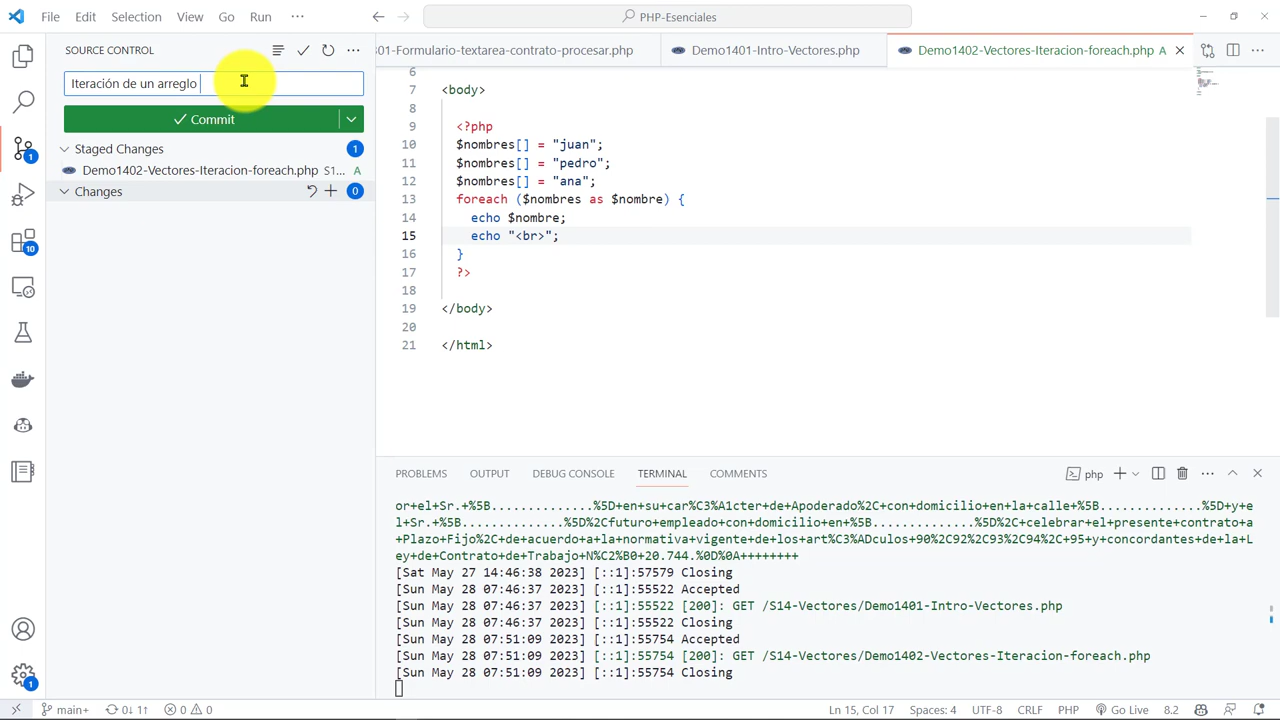 File Edit Selection View Go Run ···
PHP-Esenciales
SOURCE CONTROL
Iteración de un arreglo
Commit
Staged Changes 1
Demo1402-Vectores-Iteracion-foreach.php S1... A
Changes 0
1
10
1
301-Formulario-textarea-contrato-procesar.php Demo1401-Intro-Vectores.php Demo1402-Vectores-Iteracion-foreach.php A
6
7 <body>
8
9 <?php
10 $nombres[] = "juan";
11 $nombres[] = "pedro";
12 $nombres[] = "ana";
13 foreach ($nombres as $nombre) {
14 echo $nombre;
15 echo "<br>";
16 }
17 ?>
18
19 </body>
20
21 </html>
PROBLEMS OUTPUT DEBUG CONSOLE TERMINAL COMMENTS php
or+el+Sr.+%5B..............%5D+en+su+car%C3%A1cter+de+Apoderado%2C+con+domicilio+en+la+calle+%5B..............%5D+y+e
l+Sr.+%5B..............%5D%2Cfuturo+empleado+con+domicilio+en+%5B..............%5D%2C+celebrar+el+presente+contrato+a
+Plazo+Fijo%2C+de+acuerdo+a+la+normativa+vigente+de+los+art%C3%ADculos+90%2C92%2C93%2C94%2C+95+y+concordantes+de+la+L
ey+de+Contrato+de+Trabajo+N%C2%B0+20.744.%0D%0A++++++++
[Sat May 27 14:46:38 2023] [::1]:57579 Closing
[Sun May 28 07:46:37 2023] [::1]:55522 Accepted
[Sun May 28 07:46:37 2023] [::1]:55522 [200]: GET /S14-Vectores/Demo1401-Intro-Vectores.php
[Sun May 28 07:46:37 2023] [::1]:55522 Closing
[Sun May 28 07:51:09 2023] [::1]:55754 Accepted
[Sun May 28 07:51:09 2023] [::1]:55754 [200]: GET /S14-Vectores/Demo1402-Vectores-Iteracion-foreach.php
[Sun May 28 07:51:09 2023] [::1]:55754 Closing
main+ 0↓ 1↑ 0 0 Ln 15, Col 17 Spaces: 4 UTF-8 CRLF PHP Go Live 8.2